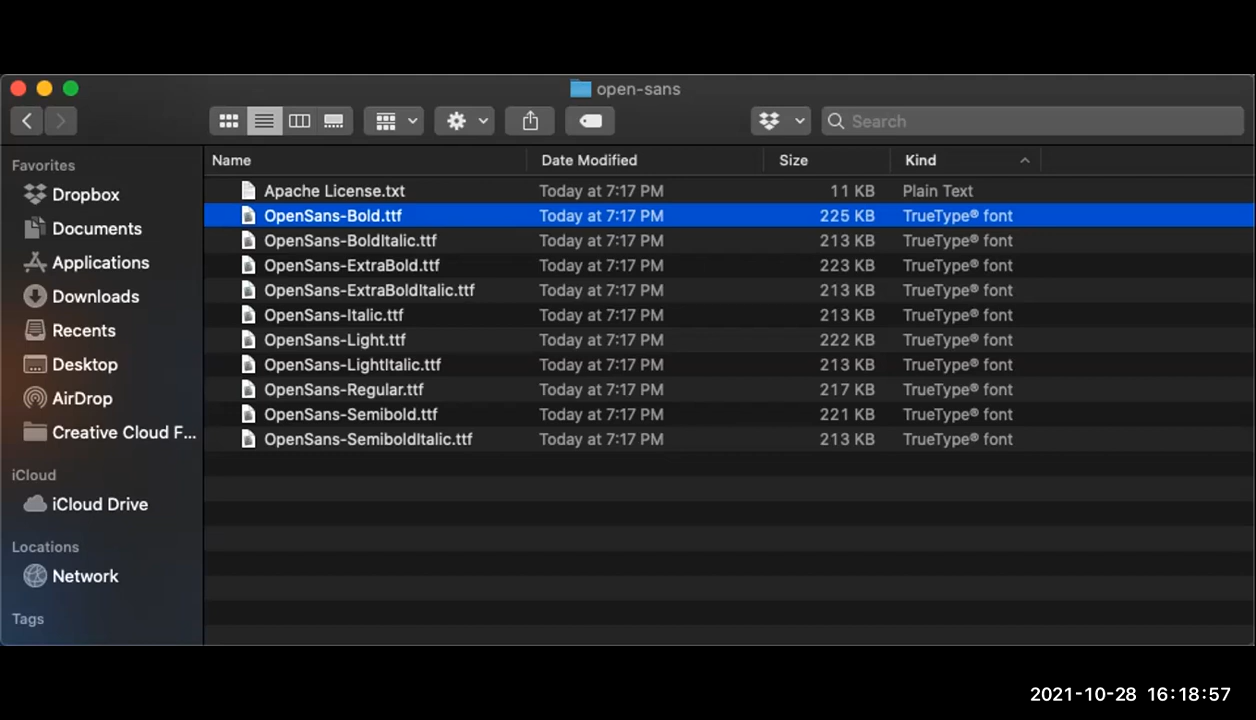 open-sans
Search
Favorites
Dropbox
Documents
Applications
Downloads
Recents
Desktop
AirDrop
Creative Cloud F...
iCloud
iCloud Drive
Locations
Network
Tags
Name Date Modified Size Kind
Apache License.txt Today at 7:17 PM 11 KB Plain Text
OpenSans-Bold.ttf Today at 7:17 PM 225 KB TrueType® font
OpenSans-BoldItalic.ttf Today at 7:17 PM 213 KB TrueType® font
OpenSans-ExtraBold.ttf Today at 7:17 PM 223 KB TrueType® font
OpenSans-ExtraBoldItalic.ttf Today at 7:17 PM 213 KB TrueType® font
OpenSans-Italic.ttf Today at 7:17 PM 213 KB TrueType® font
OpenSans-Light.ttf Today at 7:17 PM 222 KB TrueType® font
OpenSans-LightItalic.ttf Today at 7:17 PM 213 KB TrueType® font
OpenSans-Regular.ttf Today at 7:17 PM 217 KB TrueType® font
OpenSans-Semibold.ttf Today at 7:17 PM 221 KB TrueType® font
OpenSans-SemiboldItalic.ttf Today at 7:17 PM 213 KB TrueType® font
2021-10-28 16:18:57